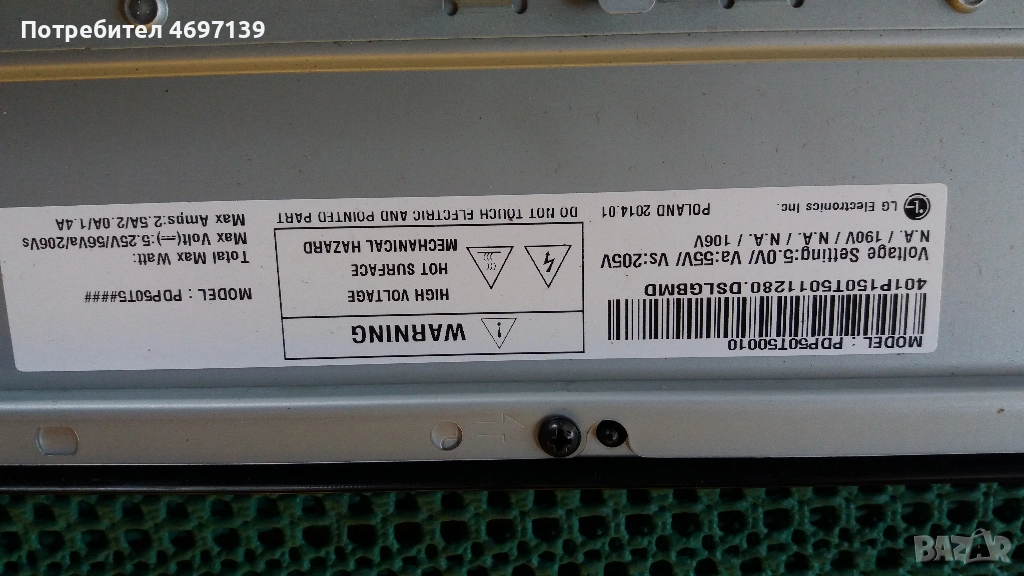 Потребител 4697139
MODEL : PDP50T50010
401P150T5011280.DSLGBMD
Voltage Setting:5.0V/ Va:55V/ Vs:205V
N.A / 190V / N.A. / N.A. / 106V
LG Electronics Inc. POLAND 2014.01
WARNING
HIGH VOLTAGE
HOT SURFACE
MECHANICAL HAZARD
DO NOT TOUCH ELECTRIC AND POINTED PART
MODEL : PDP50T5####
Total Max Watt:
Max Volt(⎓):5.25V/56Va/206Vs
Max Amps:2.5A/2.0A/1.4A
BAZAR